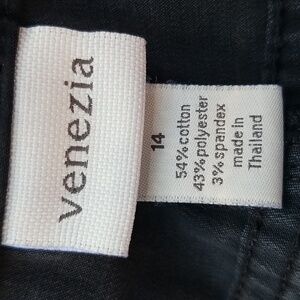 venezia
14
54% cotton
43% polyester
3% spandex
made in
Thailand